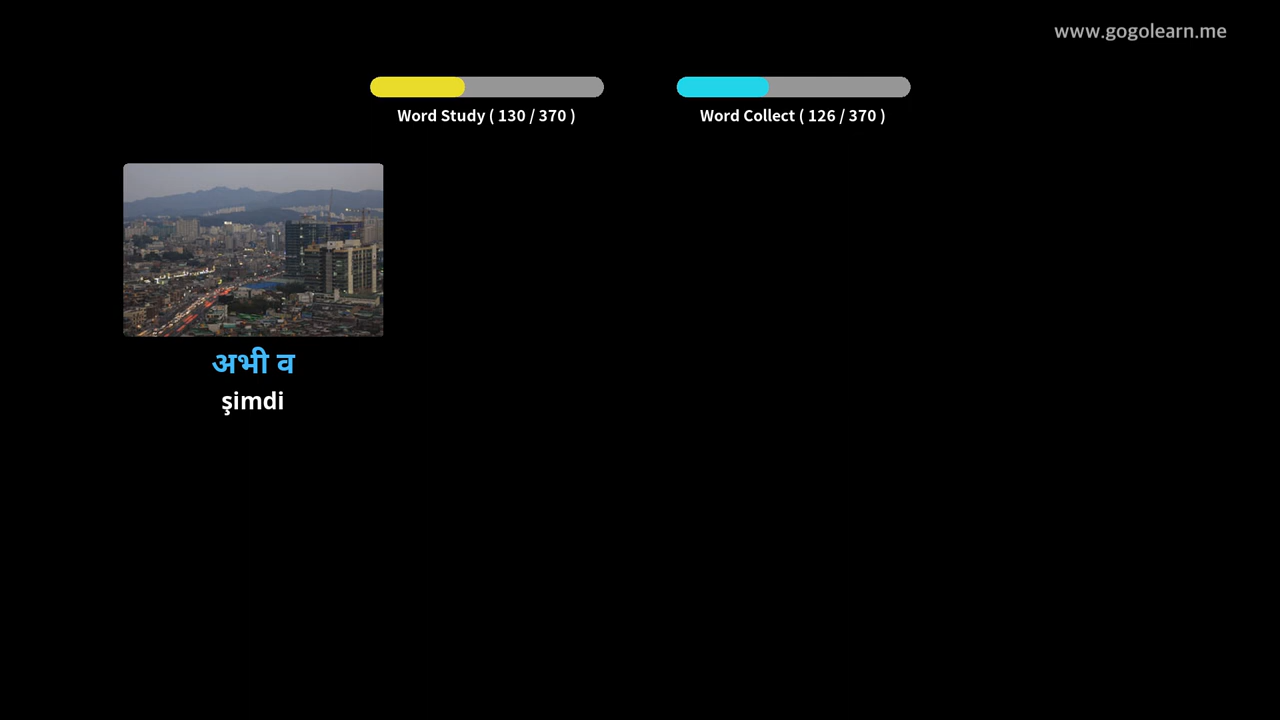 www.gogolearn.me
Word Study ( 130 / 370 )
Word Collect ( 126 / 370 )
अभी व
şimdi